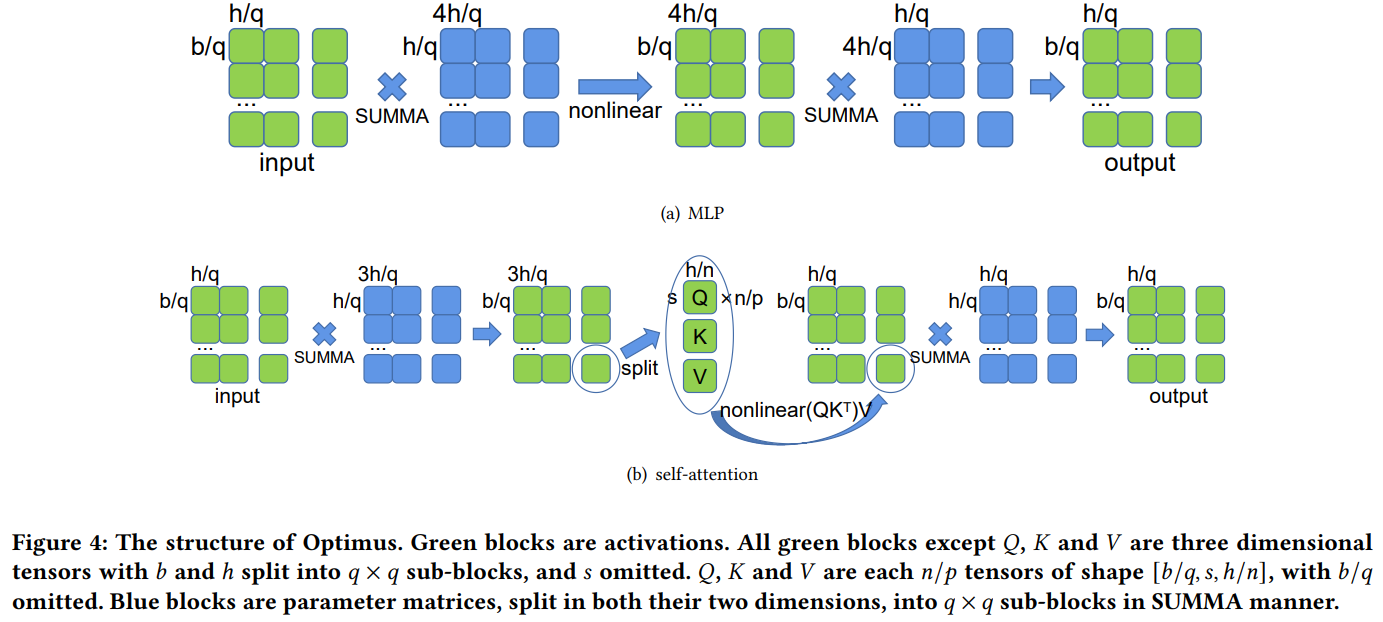 h/q 4h/q 4h/q h/q h/q
b/q h/q b/q 4h/q b/q
... ... ... ... ...
SUMMA nonlinear SUMMA
input output
(a) MLP
h/q 3h/q 3h/q h/n h/q h/q h/q
b/q h/q b/q s Q ×n/p b/q h/q b/q
K
... ... ... ... ... ...
SUMMA split SUMMA
V
input output
nonlinear(QKᵀ)V
(b) self-attention
Figure 4: The structure of Optimus. Green blocks are activations. All green blocks except Q, K and V are three dimensional
tensors with b and h split into q × q sub-blocks, and s omitted. Q, K and V are each n/p tensors of shape [b/q, s, h/n], with b/q
omitted. Blue blocks are parameter matrices, split in both their two dimensions, into q × q sub-blocks in SUMMA manner.